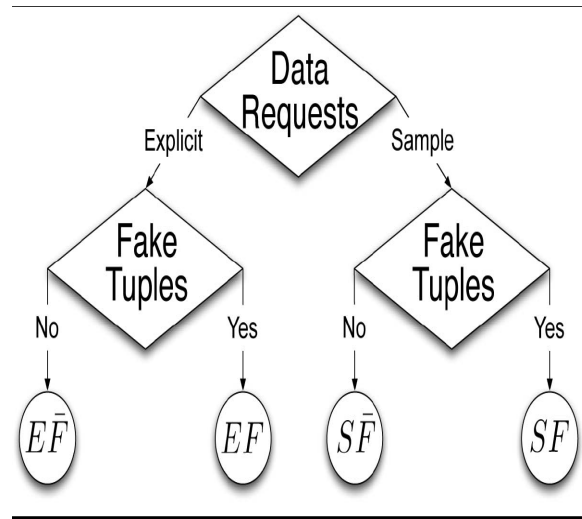 Data
Requests
Explicit Sample
Fake Fake
Tuples Tuples
No Yes No Yes
EF̄ EF SF̄ SF